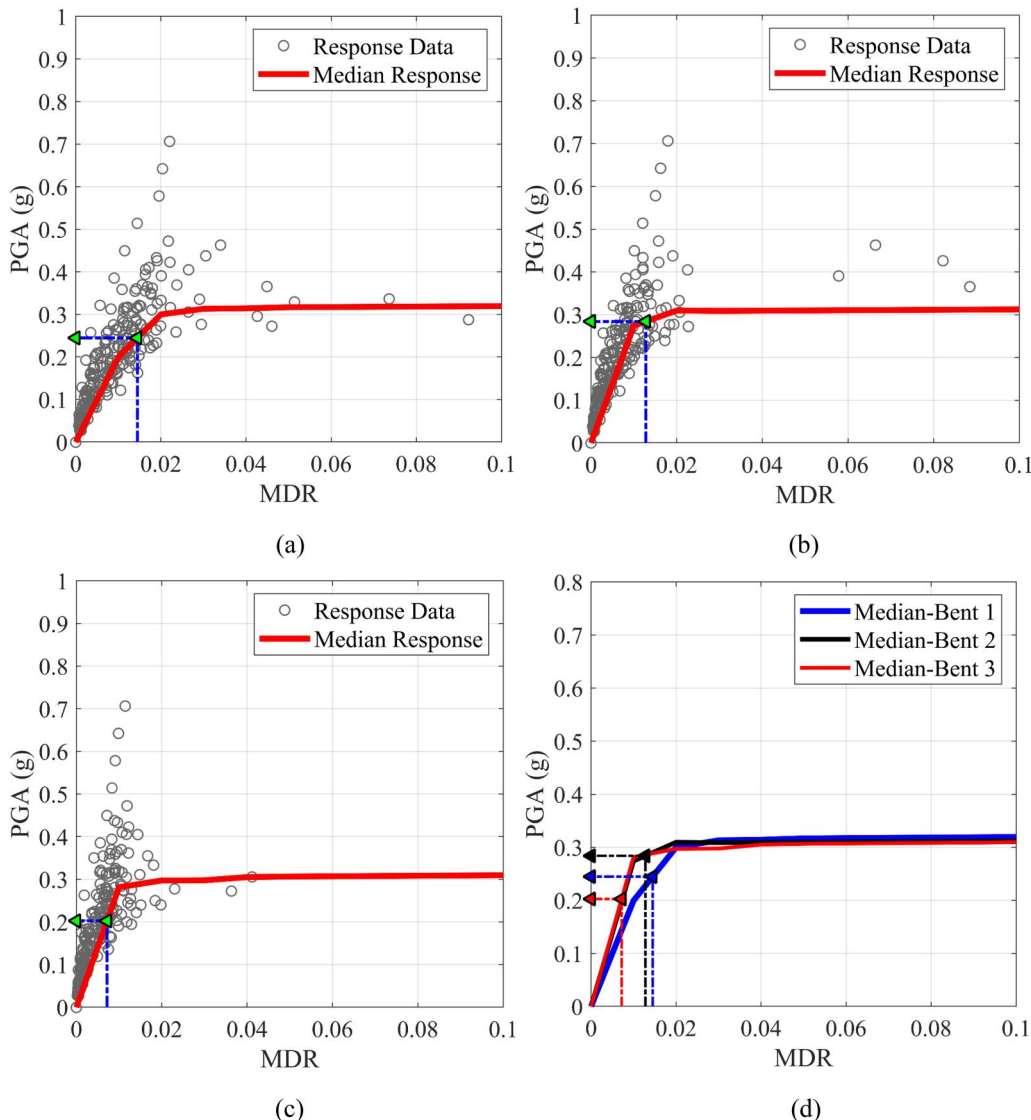 Response Data
Median Response
1
0.9
0.8
0.7
0.6
0.5
0.4
0.3
0.2
0.1
0
PGA (g)
0 0.02 0.04 0.06 0.08 0.1
MDR
(a)
Response Data
Median Response
1
0.9
0.8
0.7
0.6
0.5
0.4
0.3
0.2
0.1
0
PGA (g)
0 0.02 0.04 0.06 0.08 0.1
MDR
(b)
Response Data
Median Response
1
0.9
0.8
0.7
0.6
0.5
0.4
0.3
0.2
0.1
0
PGA (g)
0 0.02 0.04 0.06 0.08 0.1
MDR
(c)
Median-Bent 1
Median-Bent 2
Median-Bent 3
0.8
0.7
0.6
0.5
0.4
0.3
0.2
0.1
0
PGA (g)
0 0.02 0.04 0.06 0.08 0.1
MDR
(d)